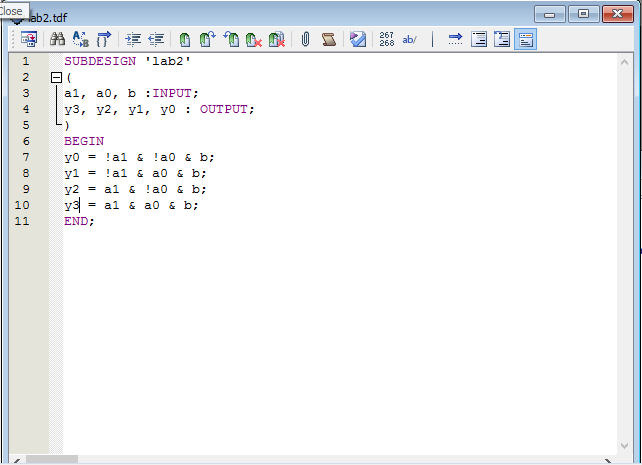 Close
lab2.tdf
267
268
ab/
1 SUBDESIGN 'lab2'
2 (
3 a1, a0, b :INPUT;
4 y3, y2, y1, y0 : OUTPUT;
5 )
6 BEGIN
7 y0 = !a1 & !a0 & b;
8 y1 = !a1 & a0 & b;
9 y2 = a1 & !a0 & b;
10 y3 = a1 & a0 & b;
11 END;